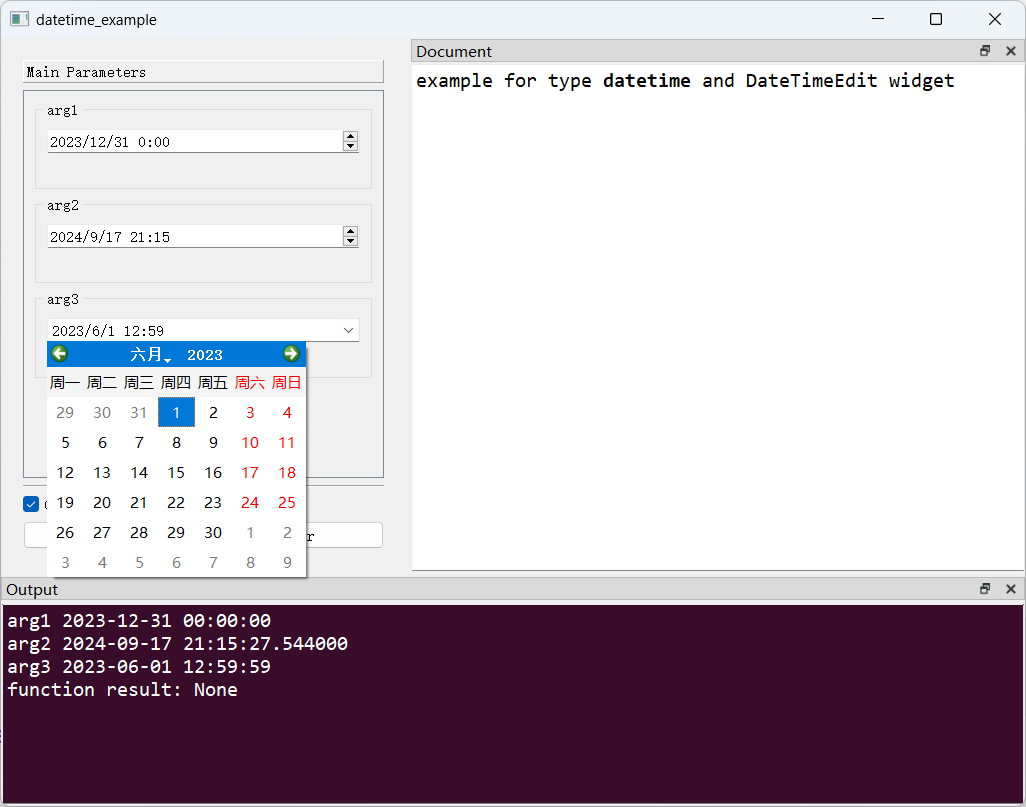 datetime_example
Main Parameters
arg1
2023/12/31 0:00
arg2
2024/9/17 21:15
arg3
2023/6/1 12:59
六月 2023
周一 周二 周三 周四 周五 周六 周日
29 30 31 1 2 3 4
5 6 7 8 9 10 11
12 13 14 15 16 17 18
19 20 21 22 23 24 25
26 27 28 29 30 1 2
3 4 5 6 7 8 9
Document
example for type datetime and DateTimeEdit widget
Output
arg1 2023-12-31 00:00:00
arg2 2024-09-17 21:15:27.544000
arg3 2023-06-01 12:59:59
function result: None